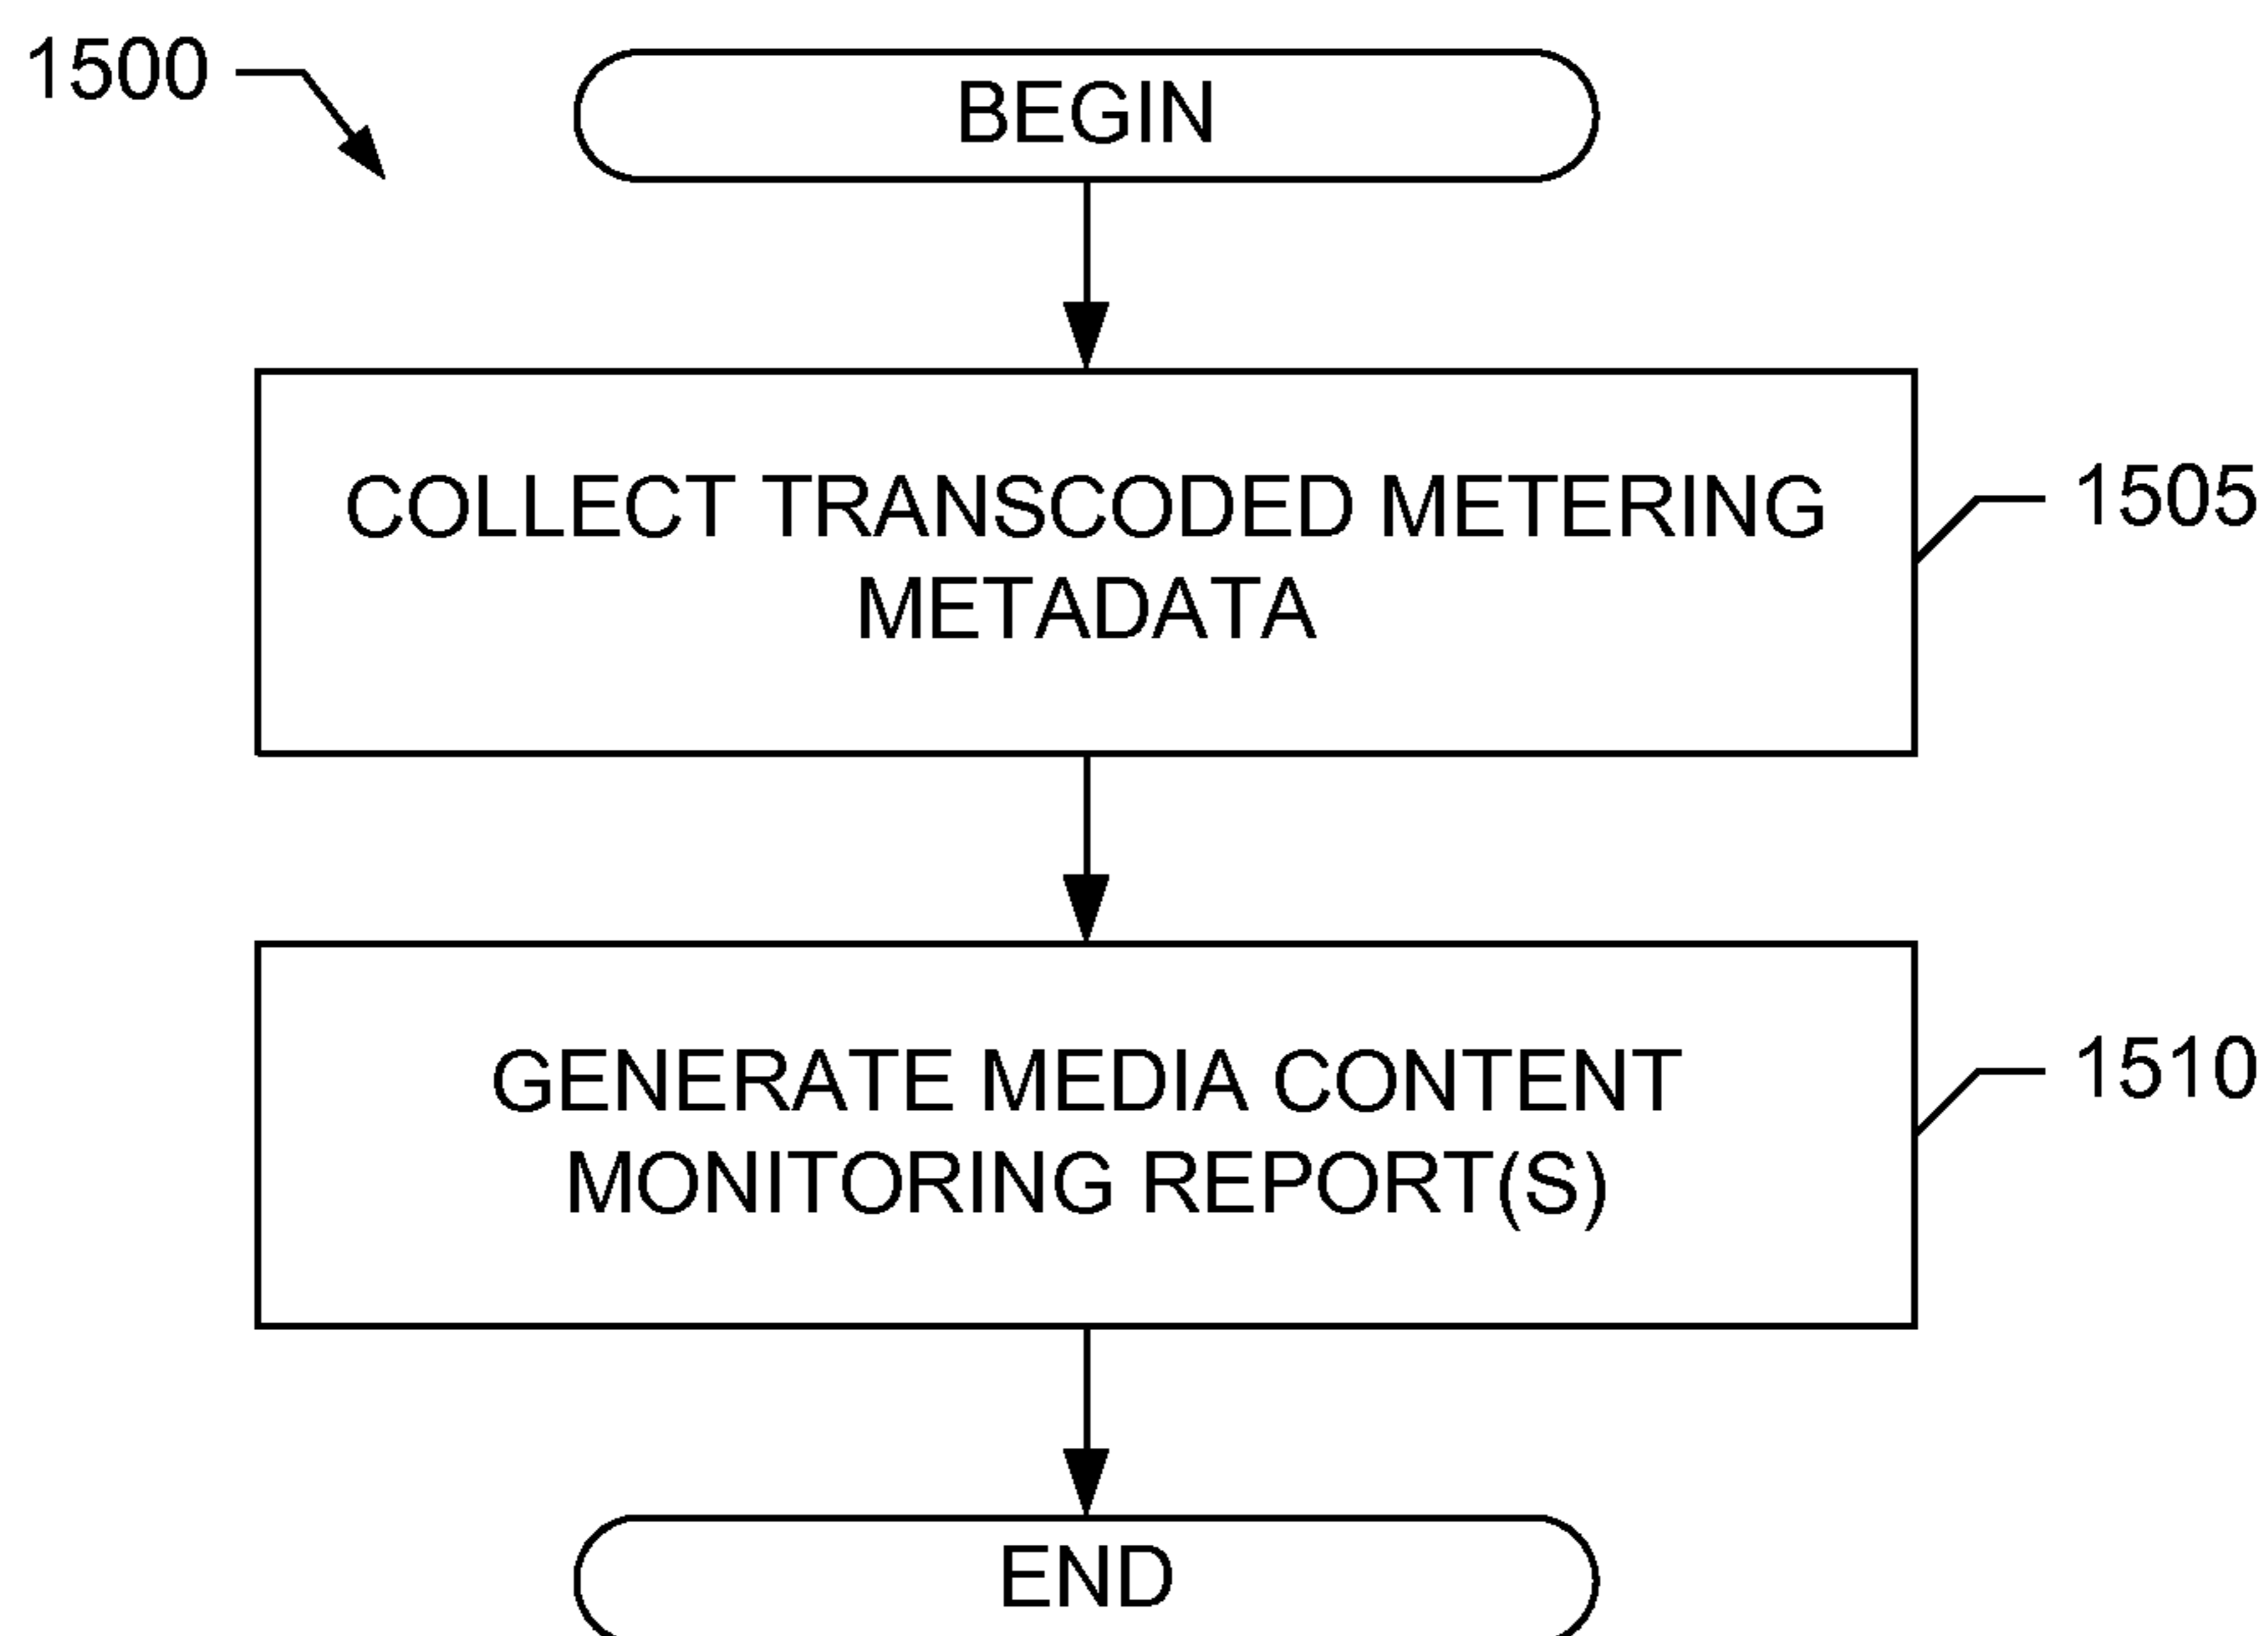 1500
BEGIN
COLLECT TRANSCODED METERING
METADATA
1505
GENERATE MEDIA CONTENT
MONITORING REPORT(S)
1510
END